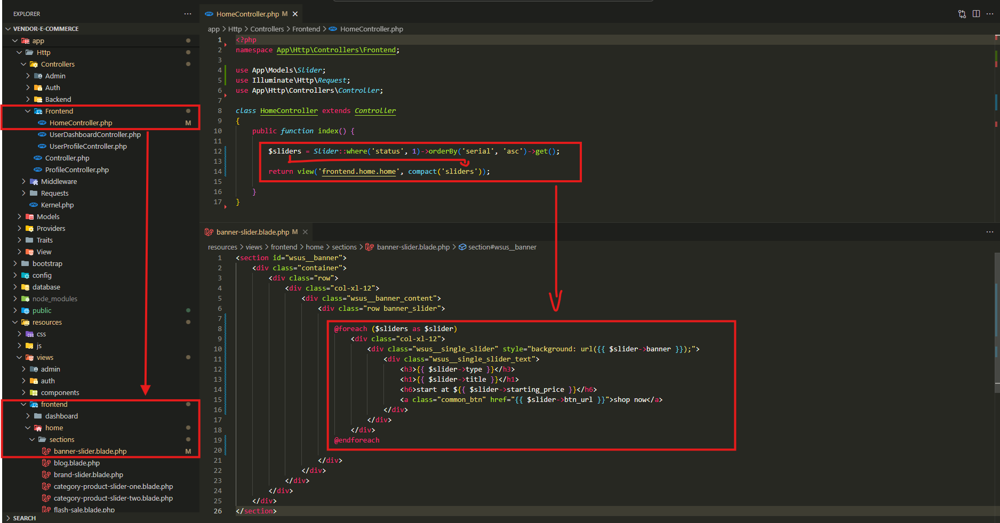 EXPLORER
VENDOR-E-COMMERCE
app
Http
Controllers
Admin
Auth
Backend
Frontend
HomeController.php M
UserDashboardController.php
UserProfileController.php
Controller.php
ProfileController.php
Middleware
Requests
Kernel.php
Models
Providers
Traits
View
bootstrap
config
database
node_modules
public
resources
css
js
views
admin
auth
components
frontend
dashboard
home
sections
banner-slider.blade.php M
blog.blade.php
brand-slider.blade.php
category-product-slider-one.blade.php
category-product-slider-two.blade.php
flash-sale.blade.php
SEARCH
HomeController.php M
app > Http > Controllers > Frontend > HomeController.php
1 <?php
2 namespace App\Http\Controllers\Frontend;
3
4 use App\Models\Slider;
5 use Illuminate\Http\Request;
6 use App\Http\Controllers\Controller;
7
8 class HomeController extends Controller
9 {
10 public function index() {
11
12 $sliders = Slider::where('status', 1)->orderBy('serial', 'asc')->get();
13
14 return view('frontend.home.home', compact('sliders'));
15
16 }
17 }
banner-slider.blade.php M
resources > views > frontend > home > sections > banner-slider.blade.php > section#wsus__banner
1 <section id="wsus__banner">
2 <div class="container">
3 <div class="row">
4 <div class="col-xl-12">
5 <div class="wsus__banner_content">
6 <div class="row banner_slider">
7
8 @foreach ($sliders as $slider)
9 <div class="col-xl-12">
10 <div class="wsus__single_slider" style="background: url({{ $slider->banner }});">
11 <div class="wsus__single_slider_text">
12 <h3>{{ $slider->type }}</h3>
13 <h1>{{ $slider->title }}</h1>
14 <h6>start at ${{ $slider->starting_price }}</h6>
15 <a class="common_btn" href="{{ $slider->btn_url }}">shop now</a>
16 </div>
17 </div>
18 </div>
19 @endforeach
20
21 </div>
22 </div>
23 </div>
24 </div>
25 </div>
26 </section>